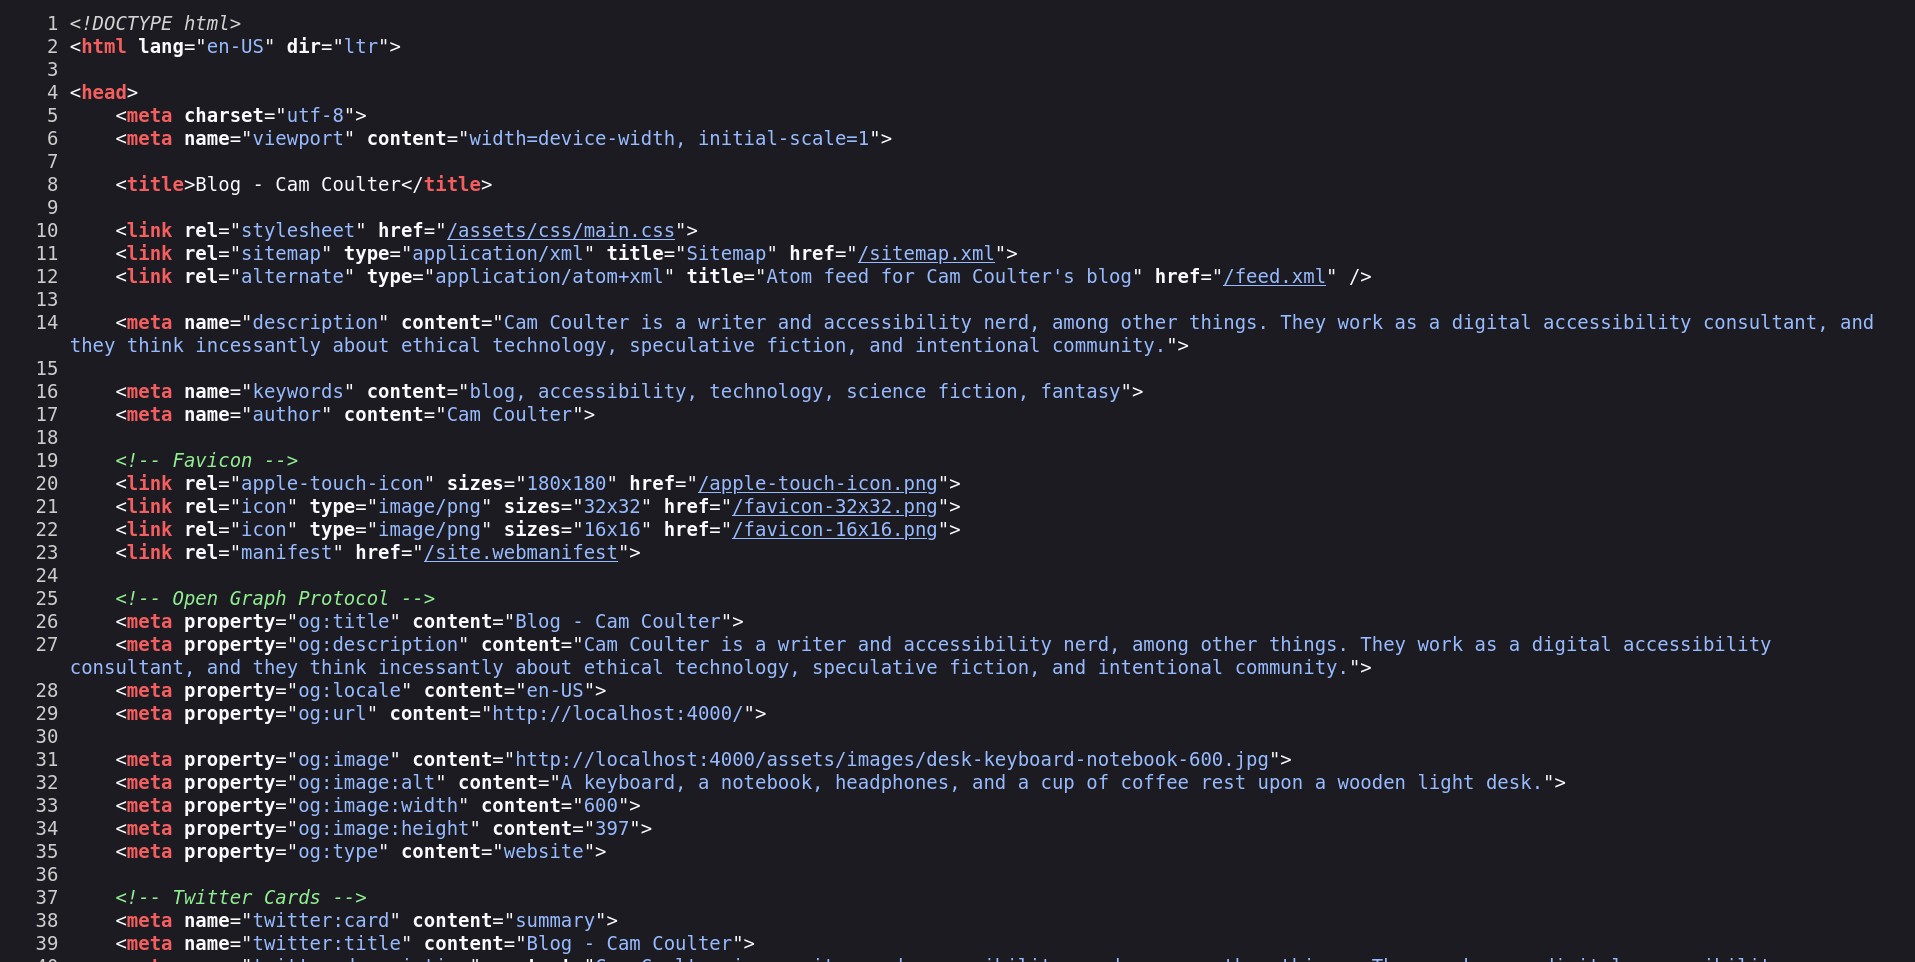 1 <!DOCTYPE html>
2 <html lang="en-US" dir="ltr">
3
4 <head>
5     <meta charset="utf-8">
6     <meta name="viewport" content="width=device-width, initial-scale=1">
7
8     <title>Blog - Cam Coulter</title>
9
10     <link rel="stylesheet" href="/assets/css/main.css">
11     <link rel="sitemap" type="application/xml" title="Sitemap" href="/sitemap.xml">
12     <link rel="alternate" type="application/atom+xml" title="Atom feed for Cam Coulter's blog" href="/feed.xml" />
13
14     <meta name="description" content="Cam Coulter is a writer and accessibility nerd, among other things. They work as a digital accessibility consultant, and
they think incessantly about ethical technology, speculative fiction, and intentional community.">
15
16     <meta name="keywords" content="blog, accessibility, technology, science fiction, fantasy">
17     <meta name="author" content="Cam Coulter">
18
19     <!-- Favicon -->
20     <link rel="apple-touch-icon" sizes="180x180" href="/apple-touch-icon.png">
21     <link rel="icon" type="image/png" sizes="32x32" href="/favicon-32x32.png">
22     <link rel="icon" type="image/png" sizes="16x16" href="/favicon-16x16.png">
23     <link rel="manifest" href="/site.webmanifest">
24
25     <!-- Open Graph Protocol -->
26     <meta property="og:title" content="Blog - Cam Coulter">
27     <meta property="og:description" content="Cam Coulter is a writer and accessibility nerd, among other things. They work as a digital accessibility
consultant, and they think incessantly about ethical technology, speculative fiction, and intentional community.">
28     <meta property="og:locale" content="en-US">
29     <meta property="og:url" content="http://localhost:4000/">
30
31     <meta property="og:image" content="http://localhost:4000/assets/images/desk-keyboard-notebook-600.jpg">
32     <meta property="og:image:alt" content="A keyboard, a notebook, headphones, and a cup of coffee rest upon a wooden light desk.">
33     <meta property="og:image:width" content="600">
34     <meta property="og:image:height" content="397">
35     <meta property="og:type" content="website">
36
37     <!-- Twitter Cards -->
38     <meta name="twitter:card" content="summary">
39     <meta name="twitter:title" content="Blog - Cam Coulter">